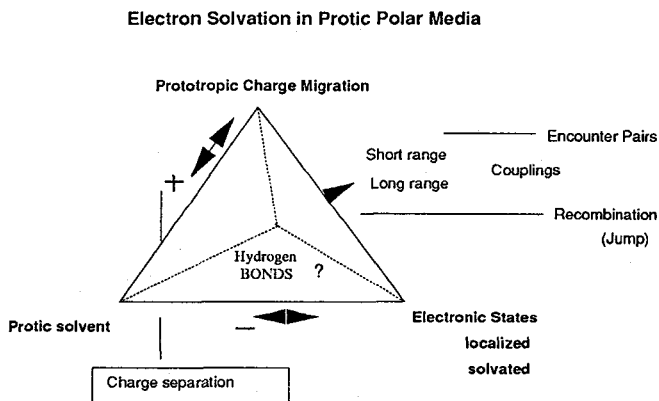 Electron Solvation in Protic Polar Media
Prototropic Charge Migration
Encounter Pairs
Short range
Couplings
Long range
+
Recombination
(Jump)
Hydrogen
BONDS ?
Protic solvent
−
Electronic States
localized
solvated
Charge separation